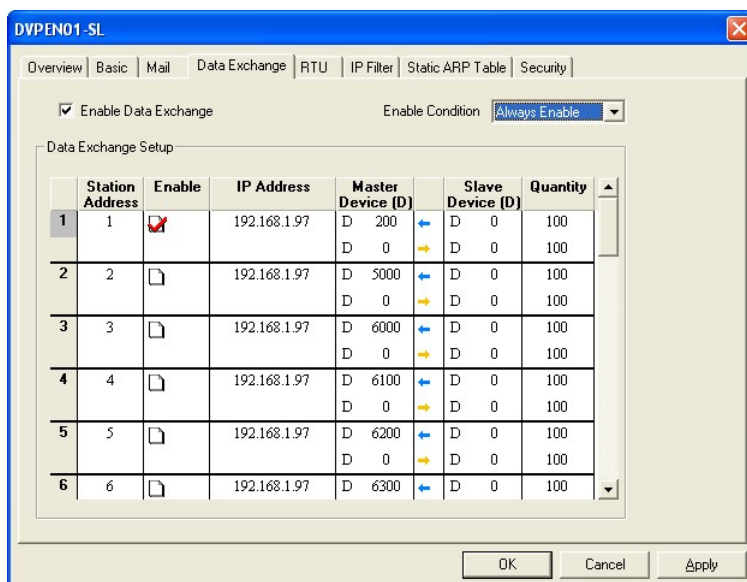 DVPEN01-SL
Overview Basic Mail Data Exchange RTU IP Filter Static ARP Table Security
Enable Data Exchange Enable Condition Always Enable
Data Exchange Setup
Station Address Enable IP Address Master Device (D) Slave Device (D) Quantity
1 1 192.168.1.97 D 200 D 0 100
D 0 D 0 100
2 2 192.168.1.97 D 5000 D 0 100
D 0 D 0 100
3 3 192.168.1.97 D 6000 D 0 100
D 0 D 0 100
4 4 192.168.1.97 D 6100 D 0 100
D 0 D 0 100
5 5 192.168.1.97 D 6200 D 0 100
D 0 D 0 100
6 6 192.168.1.97 D 6300 D 0 100
OK Cancel Apply